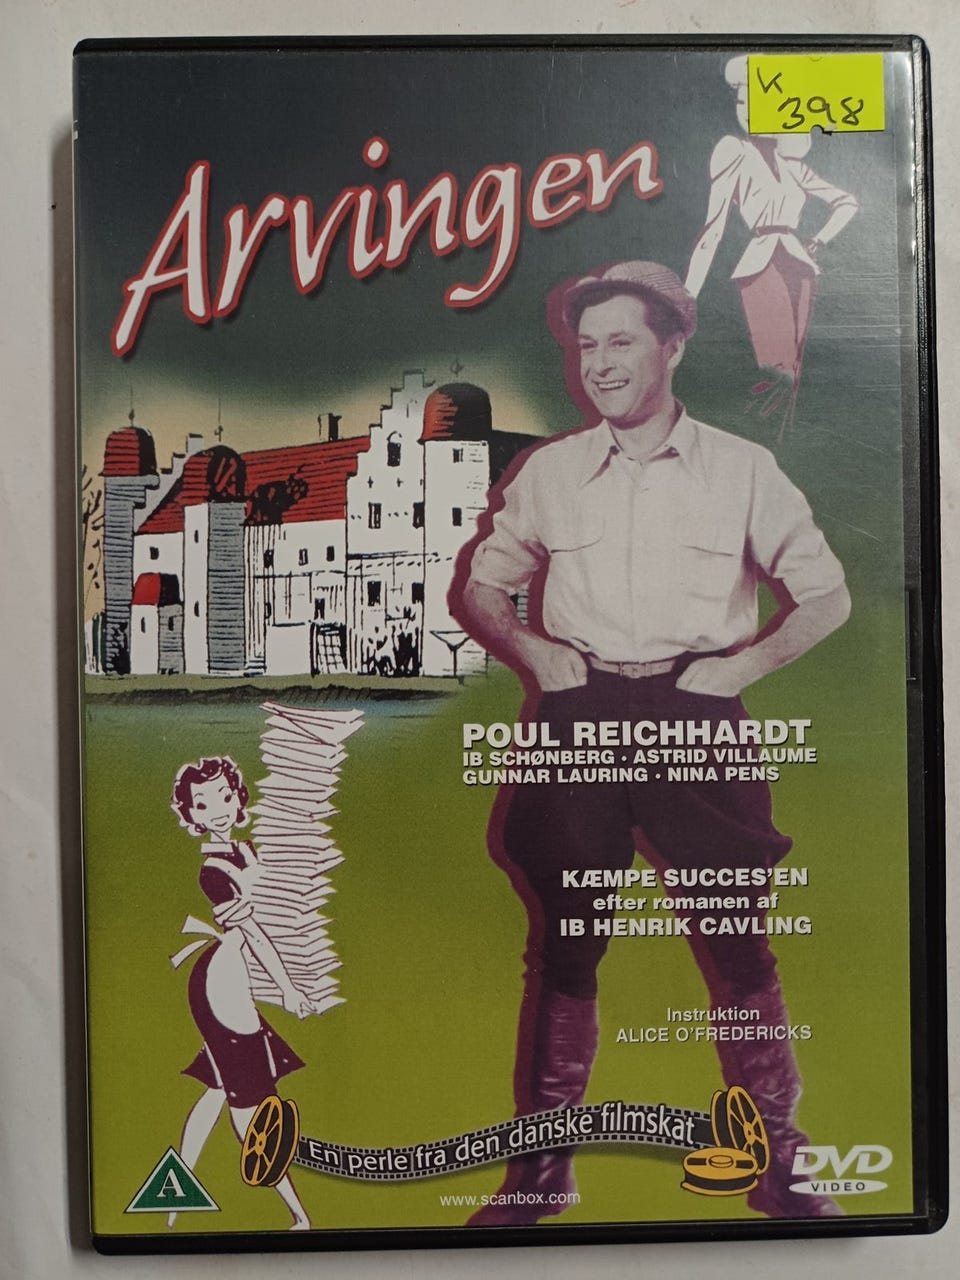 K
398
Arvingen
POUL REICHHARDT
IB SCHØNBERG · ASTRID VILLAUME
GUNNAR LAURING · NINA PENS
KÆMPE SUCCES'EN
efter romanen af
IB HENRIK CAVLING
Instruktion
ALICE O'FREDERICKS
En perle fra den danske filmskat
A
www.scanbox.com
DVD
VIDEO